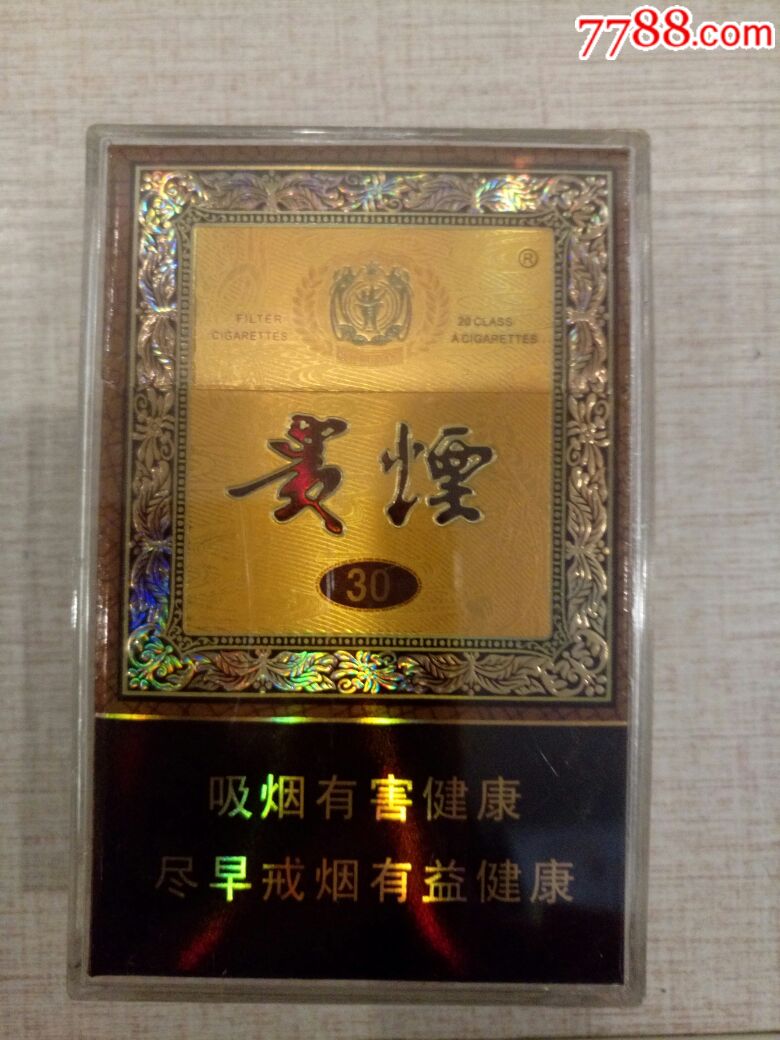 7788.com
®
FILTER
CIGARETTES
20 CLASS
A CIGARETTES
貴煙
30
吸烟有害健康
尽早戒烟有益健康